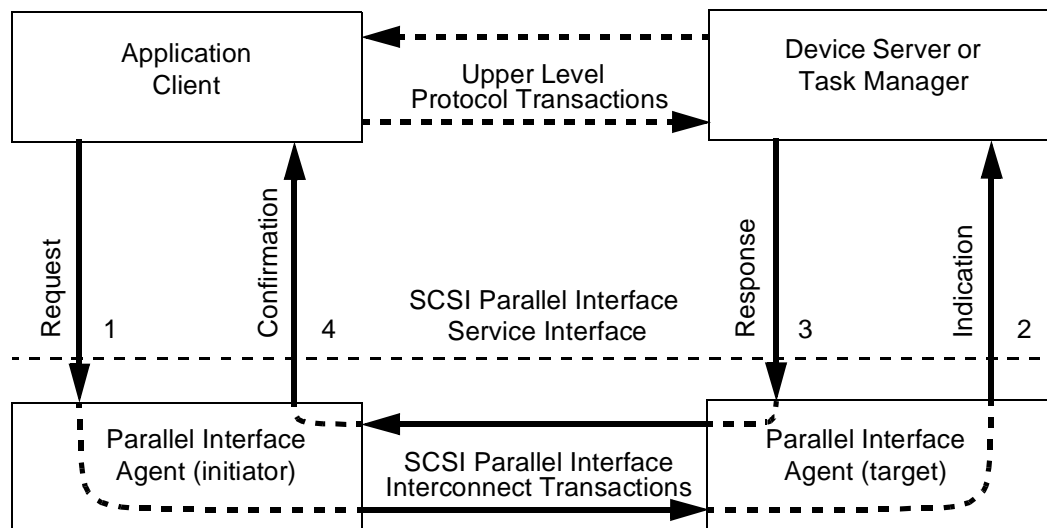 Application
Client
Upper Level
Protocol Transactions
Device Server or
Task Manager
Request
1
Confirmation
4
SCSI Parallel Interface
Service Interface
Response
3
Indication
2
Parallel Interface
Agent (initiator)
SCSI Parallel Interface
Interconnect Transactions
Parallel Interface
Agent (target)